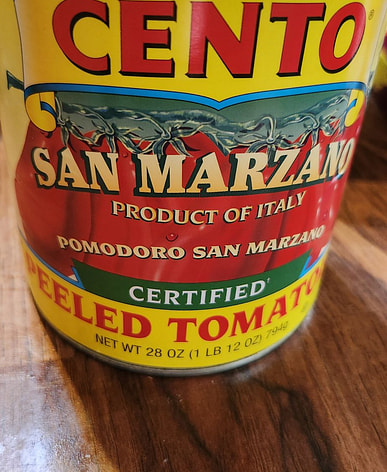 CENTO®
SAN MARZANO
PRODUCT OF ITALY
POMODORO SAN MARZANO
CERTIFIED†
PEELED TOMATO
NET WT 28 OZ (1 LB 12 OZ) 794g